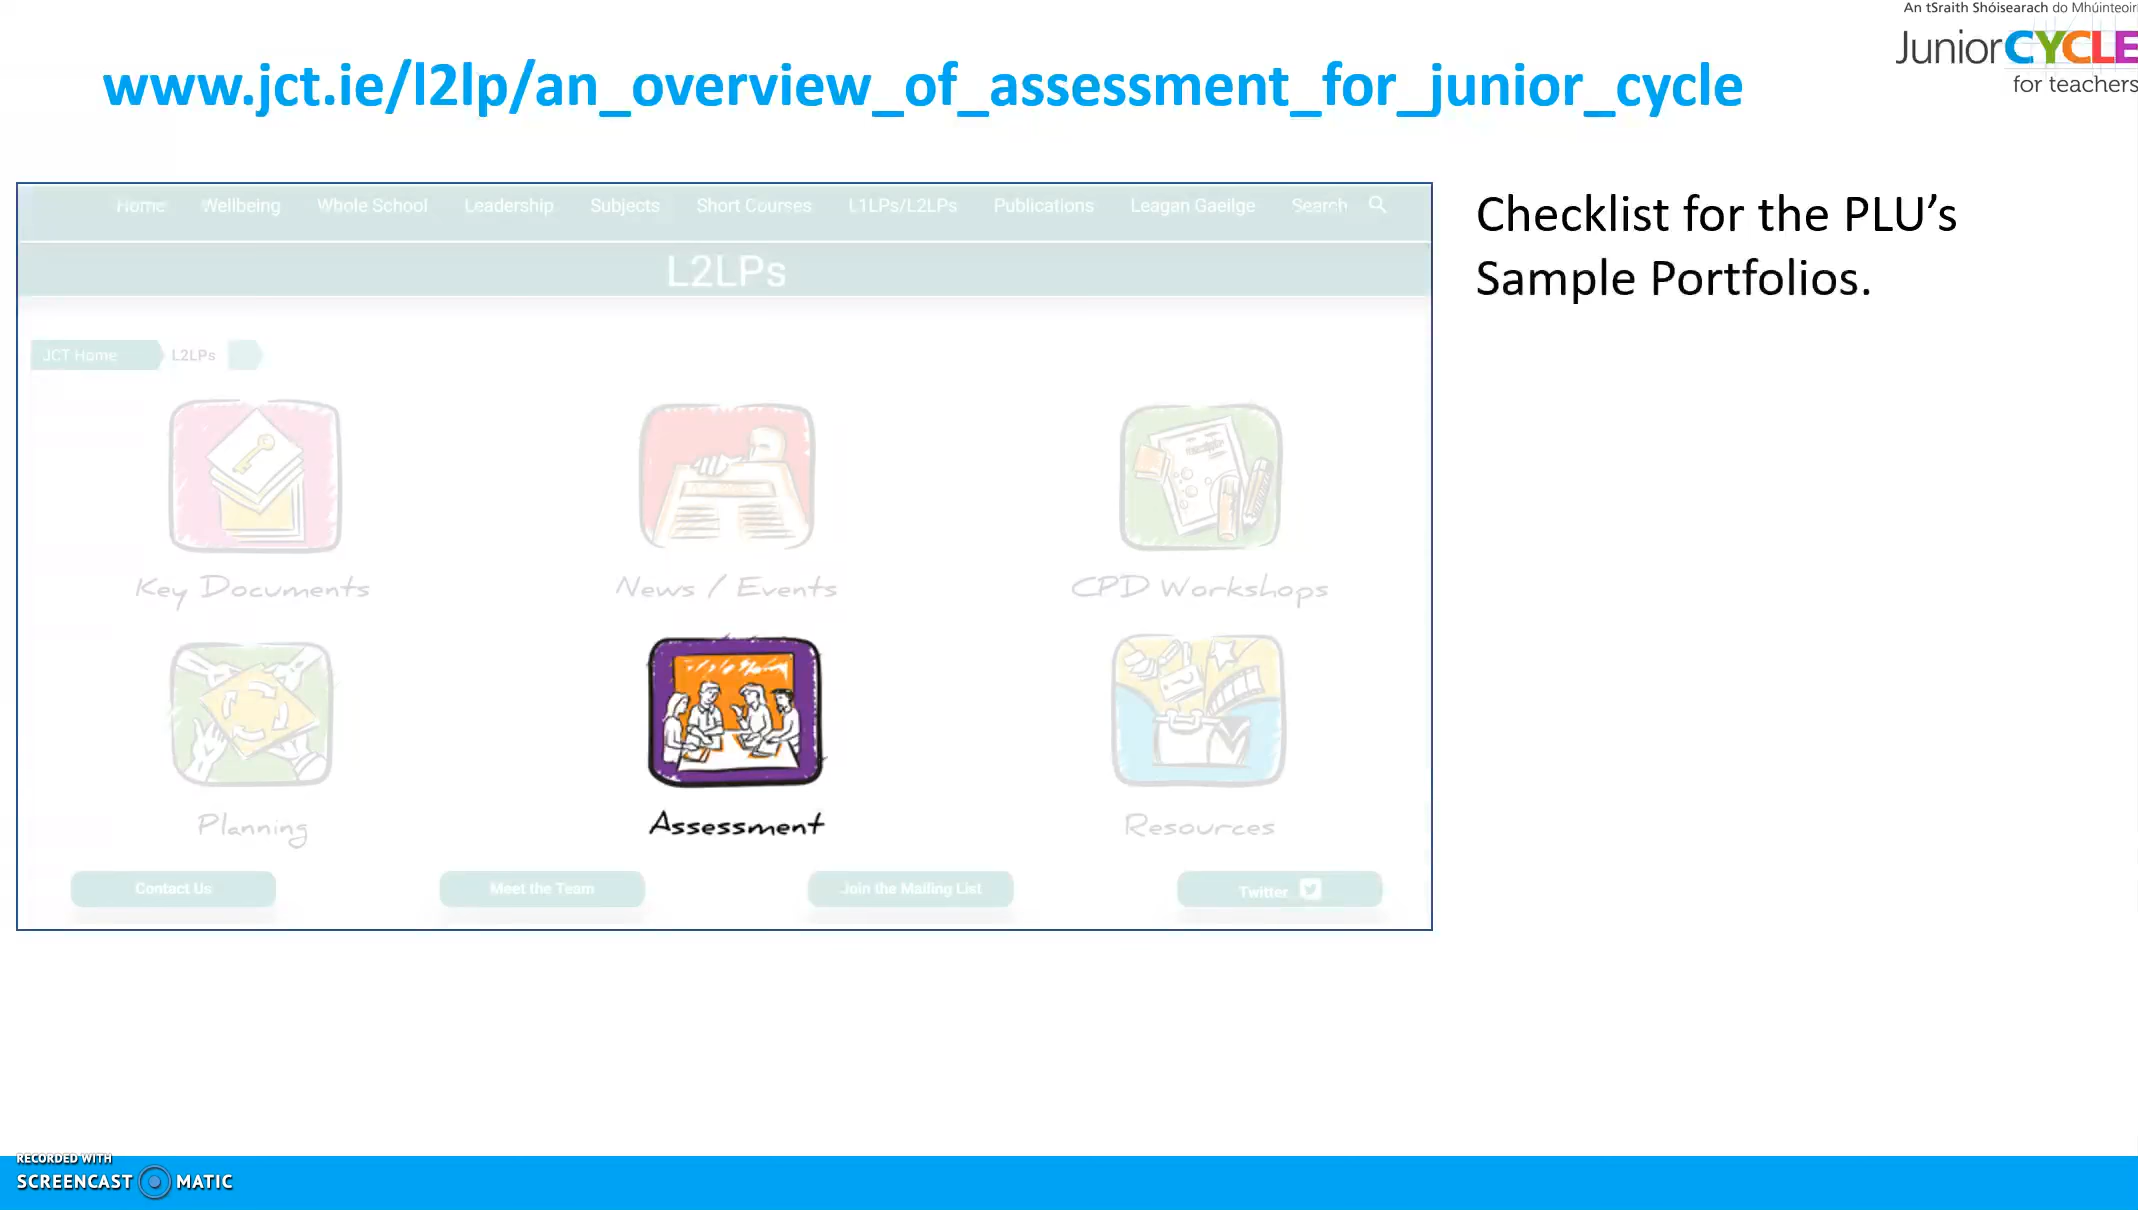 An tSraith Shóisearach do Mhúinteoir
JuniorCYCLE
for teachers
www.jct.ie/l2lp/an_overview_of_assessment_for_junior_cycle
Home Wellbeing Whole School Leadership Subjects Short Courses L1LPs/L2LPs Publications Leagan Gaeilge Search
L2LPs
JCT Home L2LPs
Key Documents News / Events CPD Workshops
Planning Assessment Resources
Contact Us Meet the Team Join the Mailing List Twitter
Checklist for the PLU’s
Sample Portfolios.
RECORDED WITH
SCREENCAST MATIC